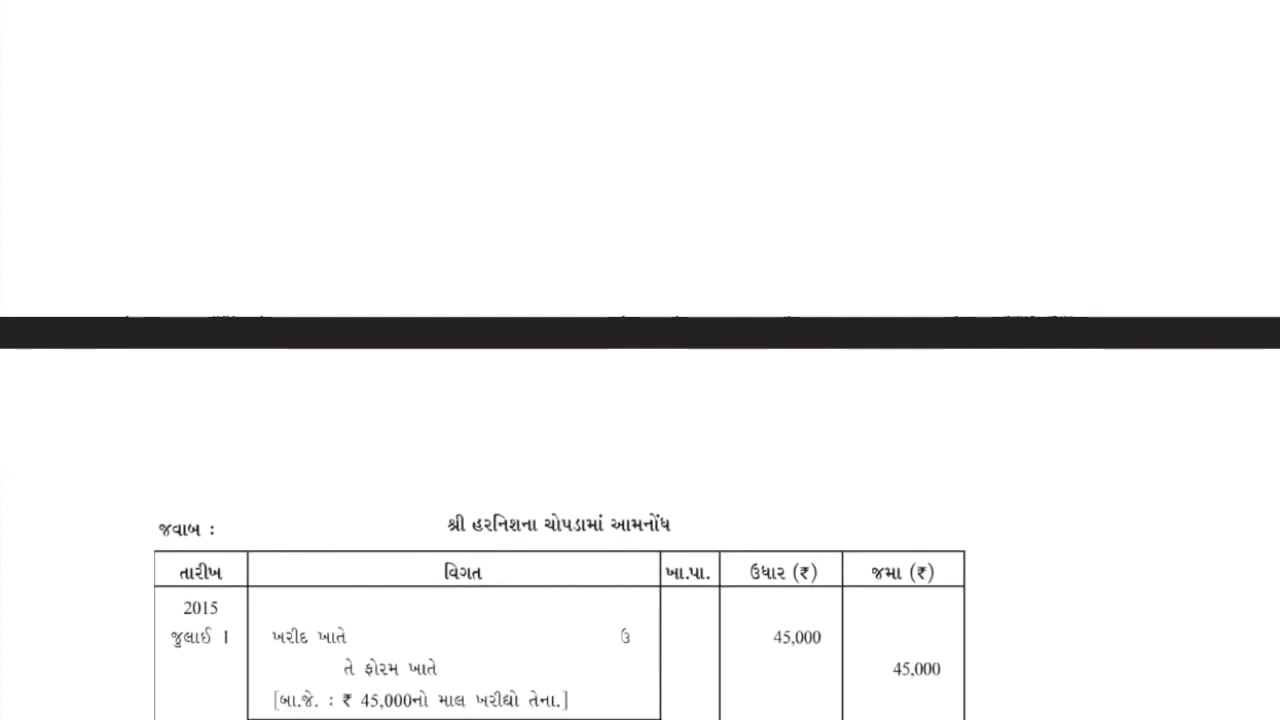 જવાબ :
શ્રી હરનિશના ચોપડામાં આમનોંધ
તારીખ વિગત ખા.પા. ઉધાર (₹) જમા (₹)
2015
જુલાઈ 1 ખરીદ ખાતે ઉ 45,000
તે ફોરમ ખાતે 45,000
[બા.જે. : ₹ 45,000નો માલ ખરીદ્યો તેના.]